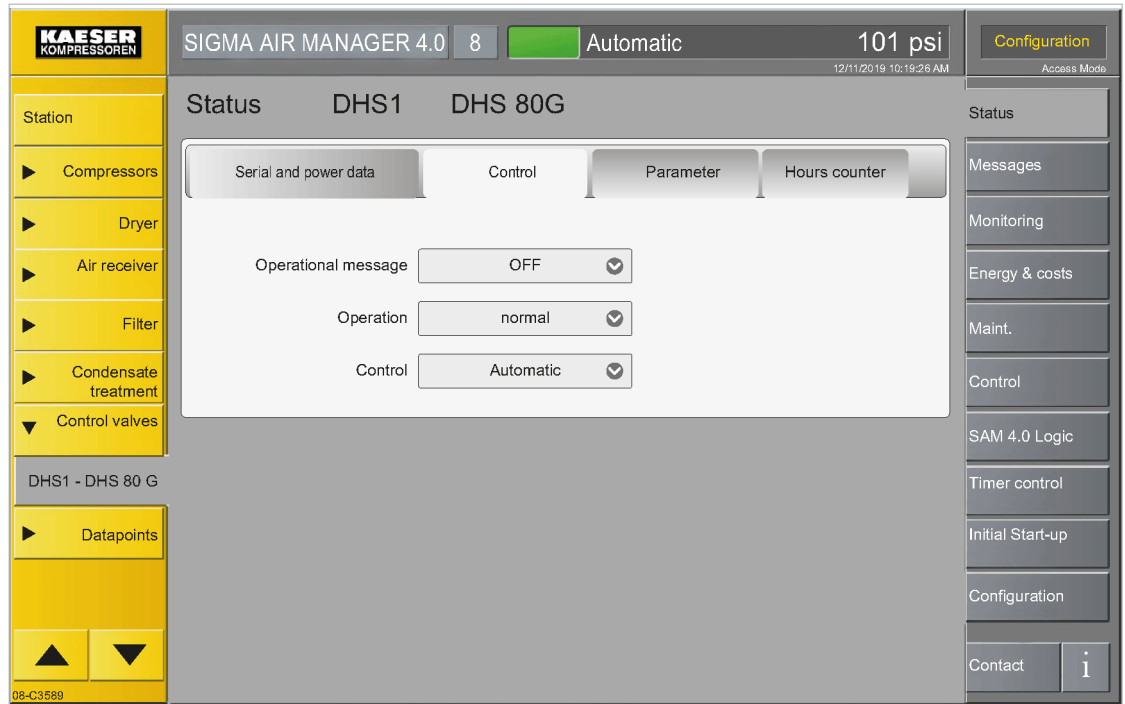 KAESER
KOMPRESSOREN
SIGMA AIR MANAGER 4.0 8 Automatic 101 psi
12/11/2019 10:19:26 AM
Configuration
Access Mode
Station
Compressors
Dryer
Air receiver
Filter
Condensate
treatment
Control valves
DHS1 - DHS 80 G
Datapoints
08-C3589
Status DHS1 DHS 80G
Serial and power data Control Parameter Hours counter
Operational message OFF
Operation normal
Control Automatic
Status
Messages
Monitoring
Energy & costs
Maint.
Control
SAM 4.0 Logic
Timer control
Initial Start-up
Configuration
Contact i